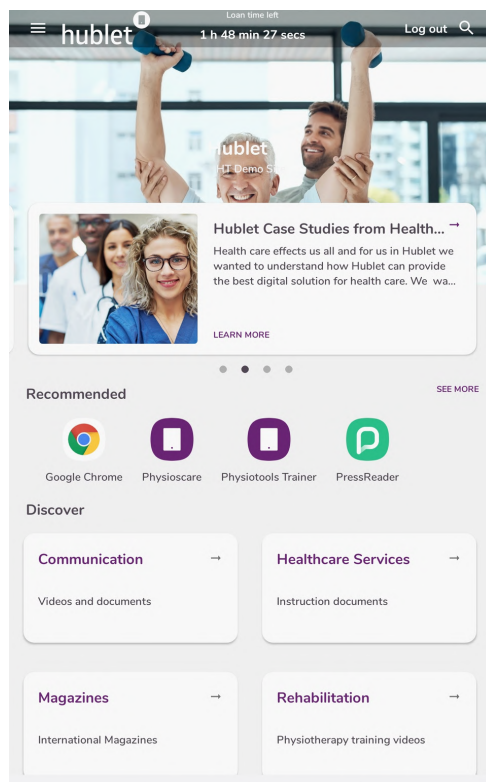 Loan time left
hublet
1 h 48 min 27 secs
Log out
Hublet
HT Demo S
Hublet Case Studies from Health...
Health care effects us all and for us in Hublet we
wanted to understand how Hublet can provide
the best digital solution for health care. We wa...
LEARN MORE
Recommended
SEE MORE
Google Chrome
Physioscare
Physiotools Trainer
PressReader
Discover
Communication
Videos and documents
Healthcare Services
Instruction documents
Magazines
International Magazines
Rehabilitation
Physiotherapy training videos